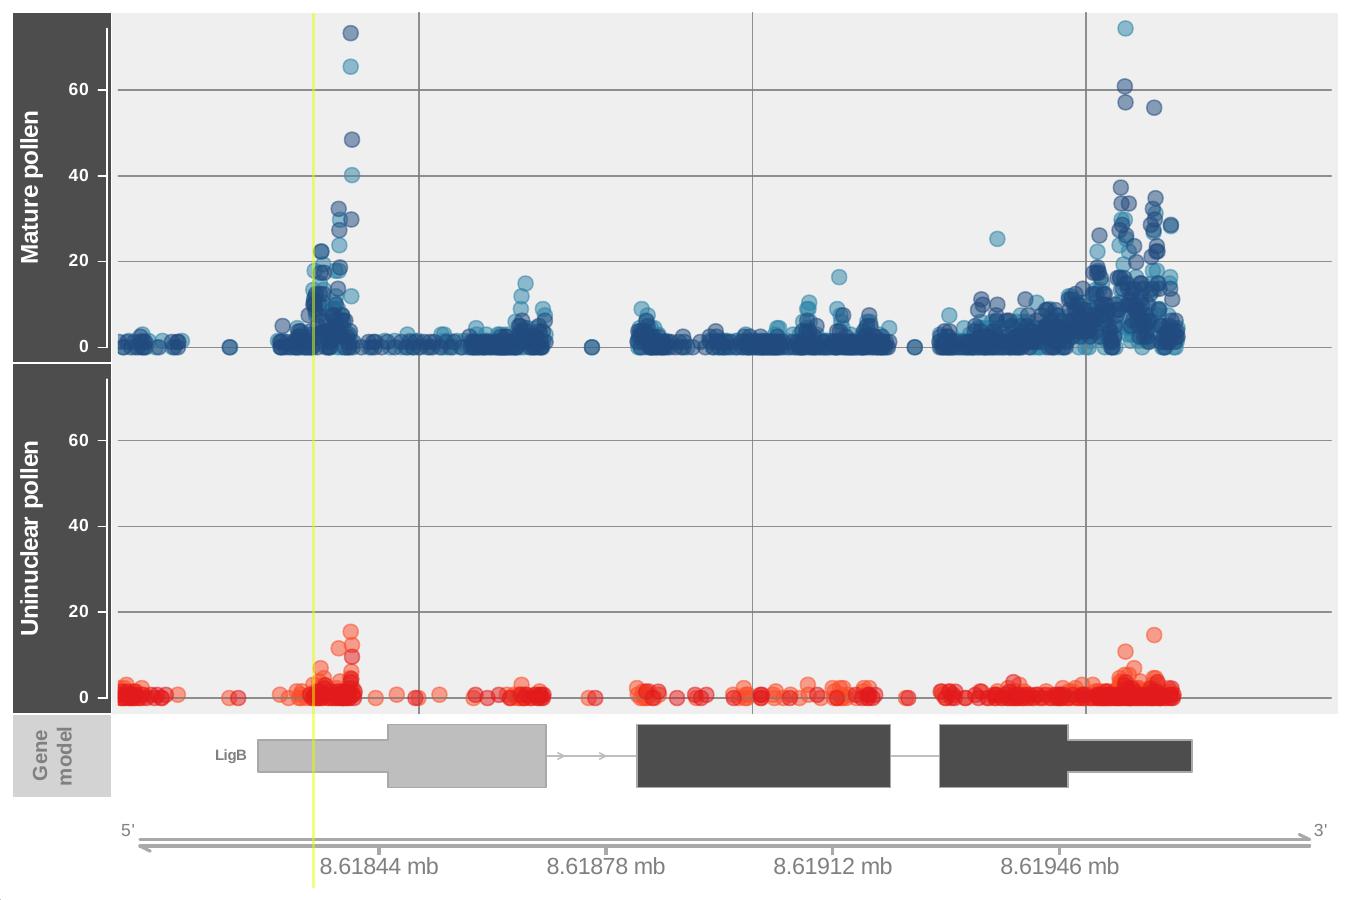 Mature pollen
60
40
20
0
Uninuclear pollen
60
40
20
0
Gene
model
LigB
5'
3'
8.61844 mb
8.61878 mb
8.61912 mb
8.61946 mb